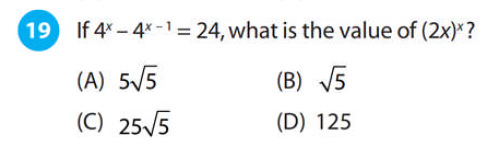 19 If 4ˣ – 4ˣ ⁻ ¹ = 24, what is the value of (2x)ˣ?
(A) 5√5 (B) √5
(C) 25√5 (D) 125